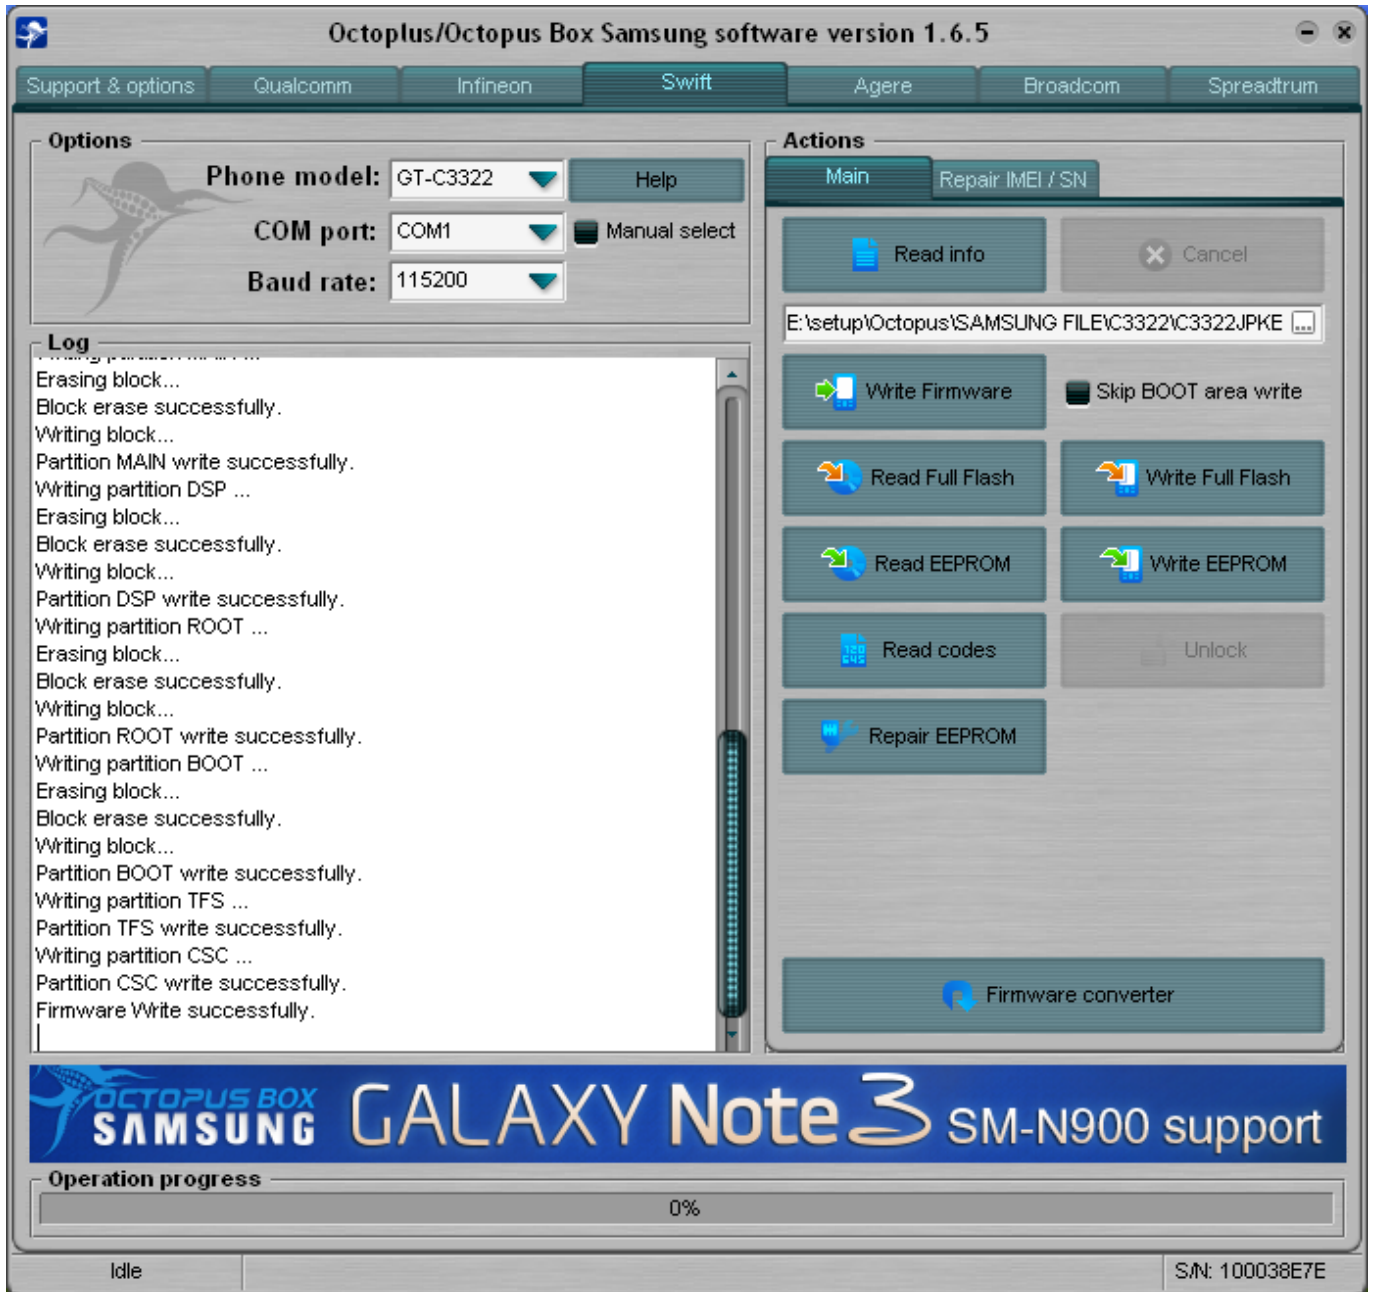 Octoplus/Octopus Box Samsung software version 1.6.5
Support & options
Qualcomm
Infineon
Swift
Agere
Broadcom
Spreadtrum
Options
Phone model:
GT-C3322
Help
COM port:
COM1
Manual select
Baud rate:
115200
Log
Erasing block...
Block erase successfully.
Writing block...
Partition MAIN write successfully.
Writing partition DSP ...
Erasing block...
Block erase successfully.
Writing block...
Partition DSP write successfully.
Writing partition ROOT ...
Erasing block...
Block erase successfully.
Writing block...
Partition ROOT write successfully.
Writing partition BOOT ...
Erasing block...
Block erase successfully.
Writing block...
Partition BOOT write successfully.
Writing partition TFS ...
Partition TFS write successfully.
Writing partition CSC ...
Partition CSC write successfully.
Firmware Write successfully.
Actions
Main
Repair IMEI / SN
Read info
Cancel
E:\setup\Octopus\SAMSUNG FILE\C3322\C3322JPKE
...
Write Firmware
Skip BOOT area write
Read Full Flash
Write Full Flash
Read EEPROM
Write EEPROM
Read codes
Unlock
Repair EEPROM
Firmware converter
OCTOPUS BOX
SAMSUNG
GALAXY Note 3 SM-N900 support
Operation progress
0%
Idle
S/N: 100038E7E